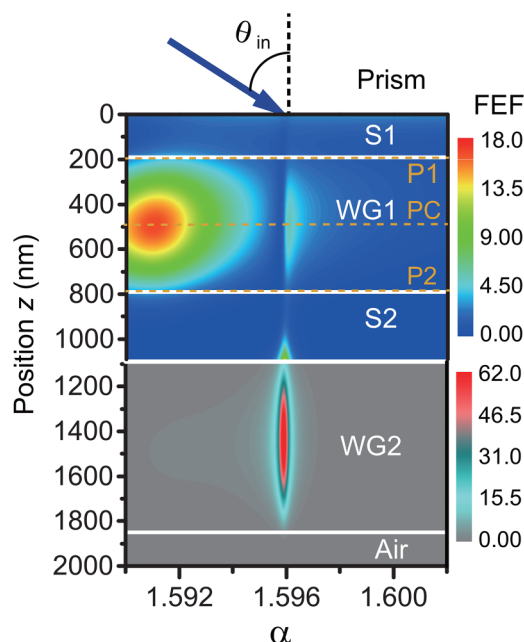 θ in
Prism
FEF
0
S1
18.0
200
P1
13.5
400
WG1
PC
9.00
600
4.50
800
P2
S2
0.00
1000
62.0
1200
46.5
1400
WG2
31.0
1600
15.5
1800
0.00
Air
2000
Position z (nm)
1.592
1.596
1.600
α